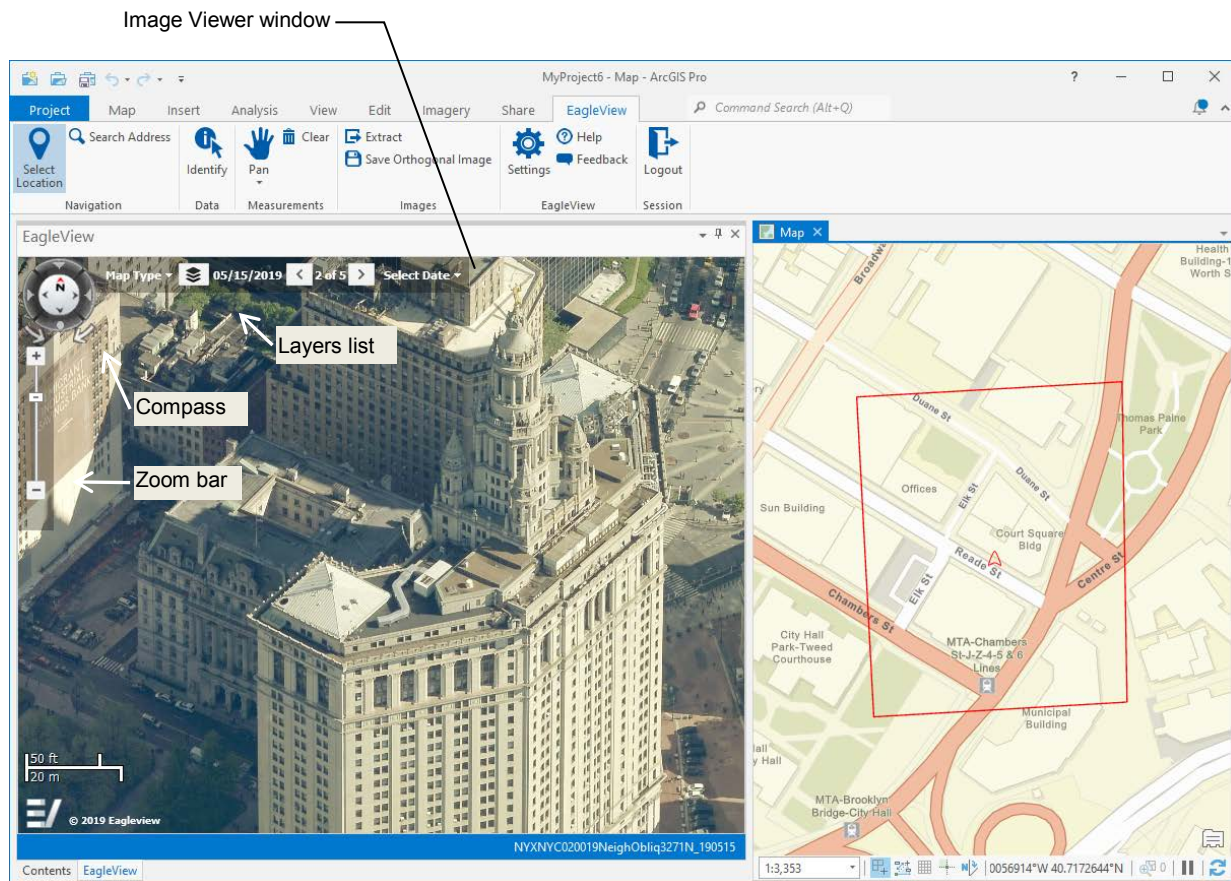 Image Viewer window
MyProject6 - Map - ArcGIS Pro
?
Project Map Insert Analysis View Edit Imagery Share EagleView Command Search (Alt+Q)
Search Address Clear Extract Help
Save Orthogonal Image Feedback
Select Location Identify Pan Settings Logout
Navigation Data Measurements Images EagleView Session
EagleView
Map Type 05/15/2019 2 of 5 Select Date
N
Layers list
Compass
Zoom bar
50 ft
20 m
© 2019 Eagleview
NYXNYC020019NeighObliq3271N_190515
Contents EagleView
Map
Broadway
Health
Building-1
Worth S
Duane St
Thomas Paine
Park
Duane St
Elk St
Offices
Sun Building
Court Square
Bldg
Reade St
Centre St
Elk St
Chambers St
City Hall
Park-Tweed
Courthouse
MTA-Chambers
St-J-Z-4-5 & 6
Lines
Municipal
Building
Hall
MTA-Brooklyn
Bridge-City Hall
1:3,353 0056914°W 40.7172644°N 0